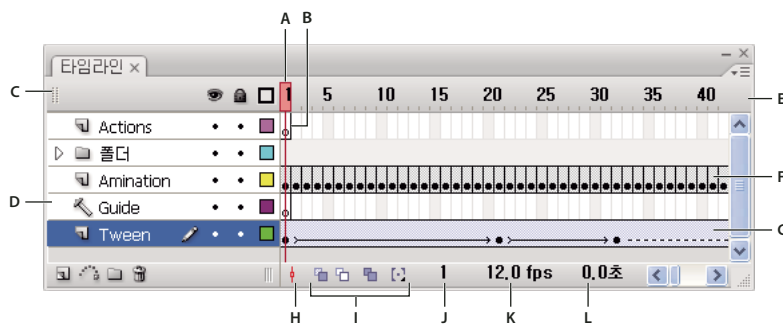 A B
타임라인 ×
C 1 5 10 15 20 25 30 35 40 E
Actions
폴더
Amination F
D Guide
Tween G
1 12.0 fps 0.0초
H I J K L